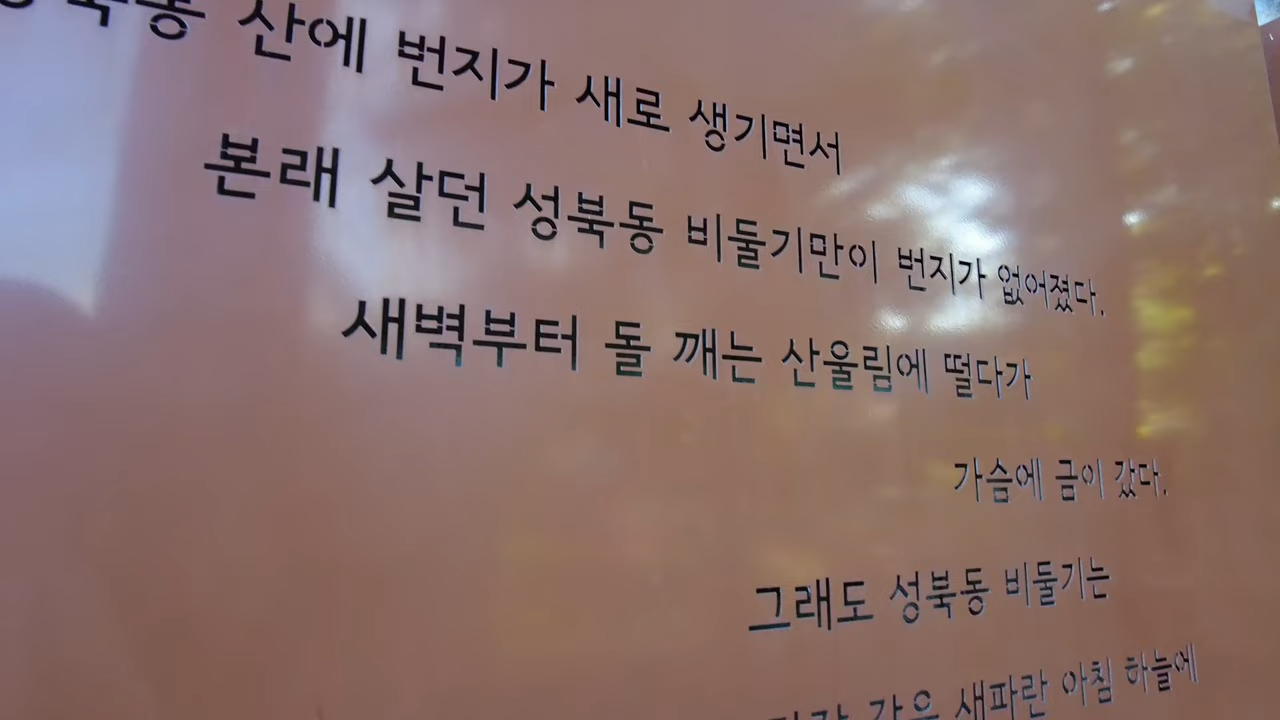 성북동 산에 번지가 새로 생기면서
본래 살던 성북동 비둘기만이 번지가 없어졌다.
새벽부터 돌 깨는 산울림에 떨다가
가슴에 금이 갔다.
그래도 성북동 비둘기는
같은 새파란 아침 하늘에